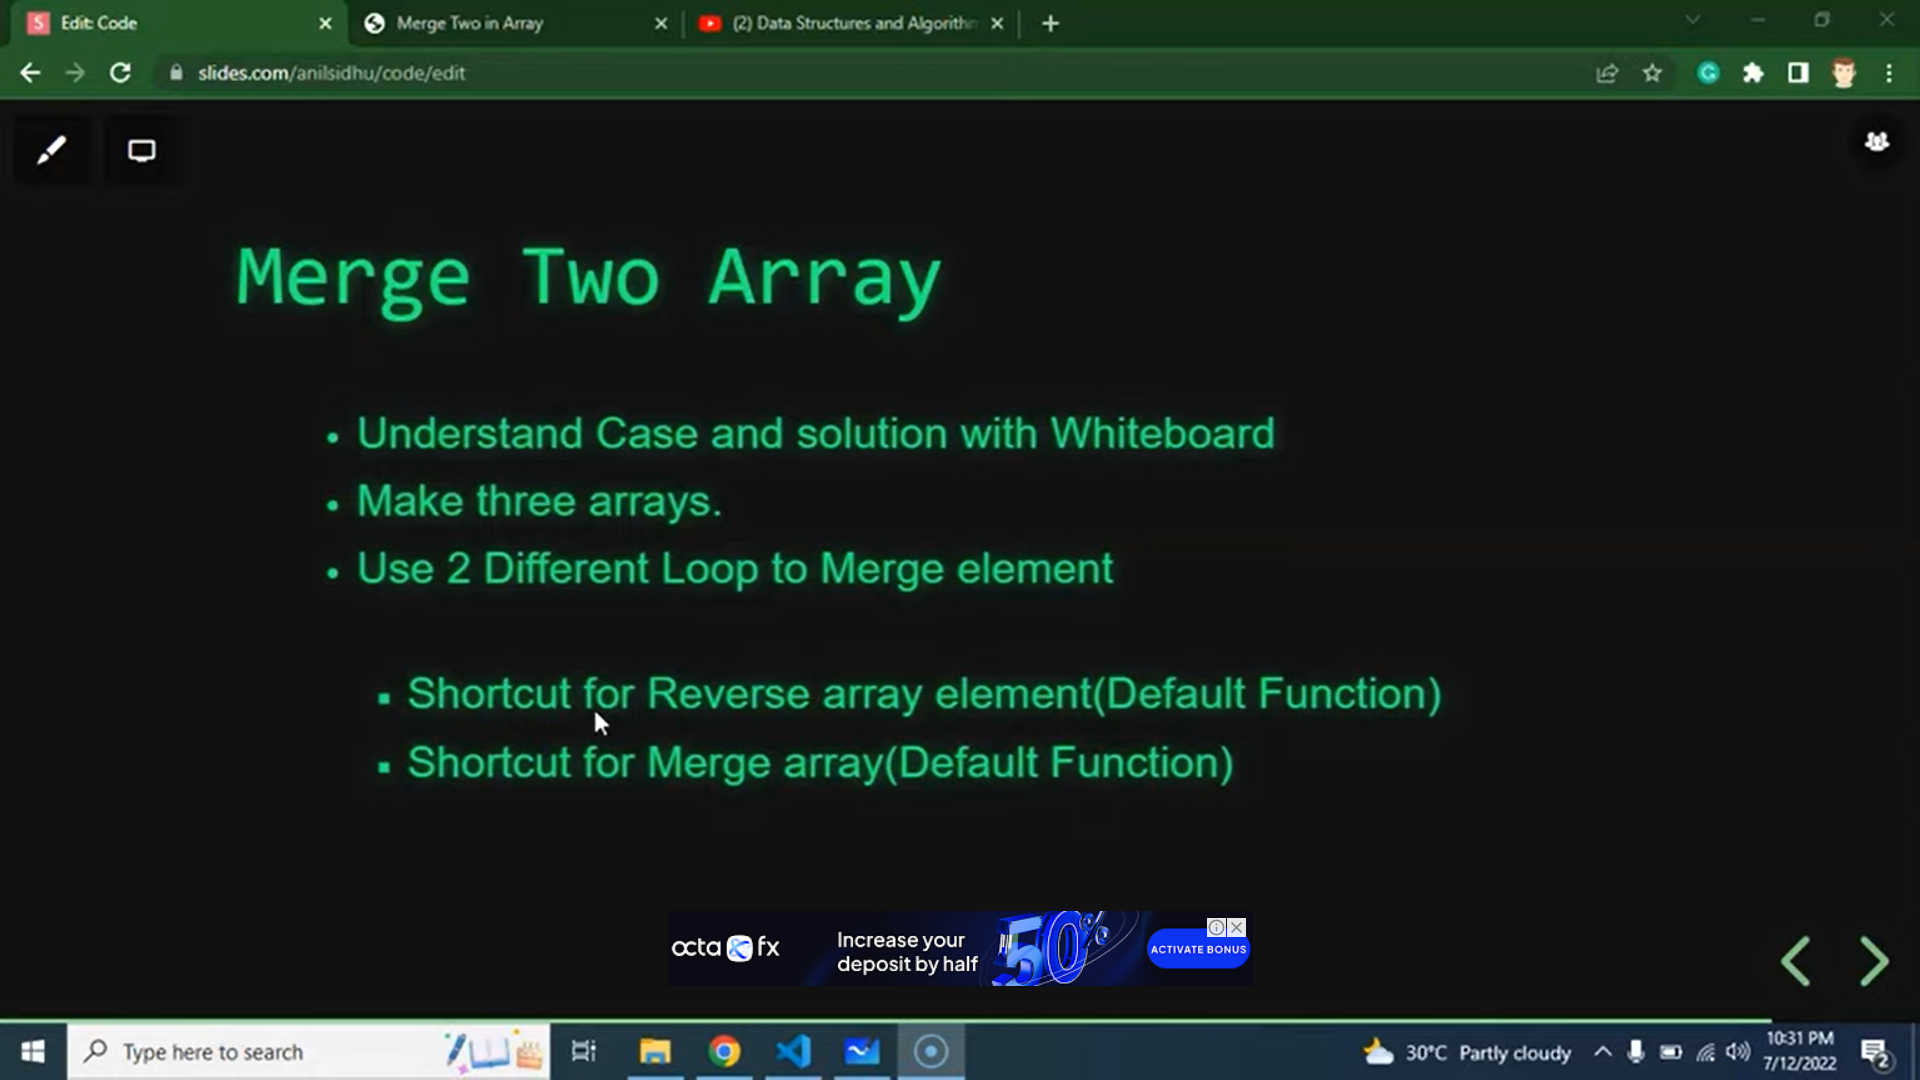 Edit: Code
Merge Two in Array
(2) Data Structures and Algorith
slides.com/anilsidhu/code/edit
Merge Two Array
Understand Case and solution with Whiteboard
Make three arrays.
Use 2 Different Loop to Merge element
Shortcut for Reverse array element(Default Function)
Shortcut for Merge array(Default Function)
octa fx
Increase your
deposit by half
50%
ACTIVATE BONUS
Type here to search
30°C Partly cloudy
10:31 PM
7/12/2022
2